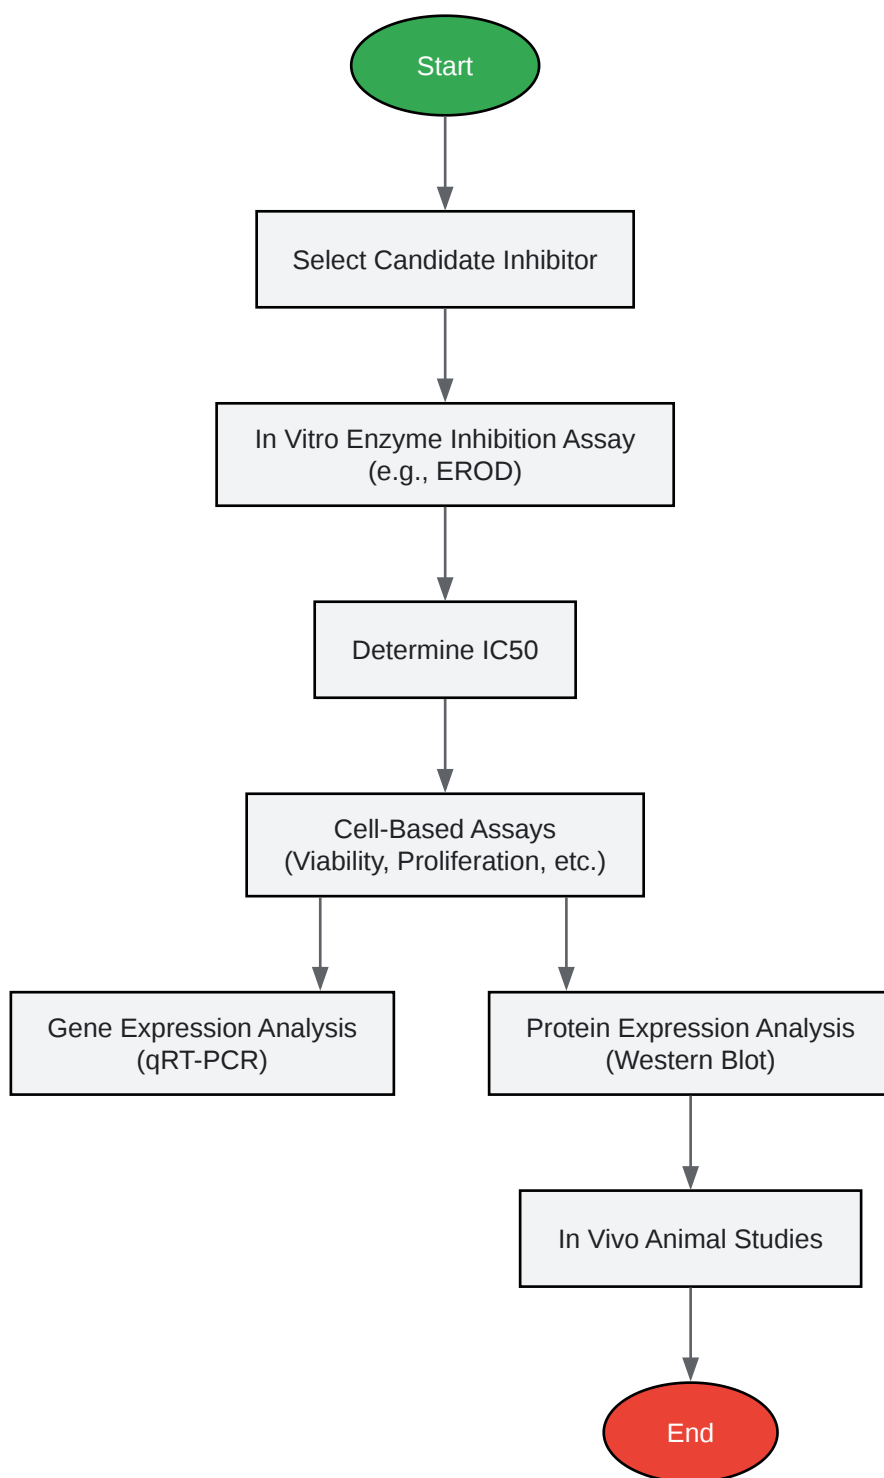 Start
Select Candidate Inhibitor
In Vitro Enzyme Inhibition Assay
(e.g., EROD)
Determine IC50
Cell-Based Assays
(Viability, Proliferation, etc.)
Gene Expression Analysis
(qRT-PCR)
Protein Expression Analysis
(Western Blot)
In Vivo Animal Studies
End